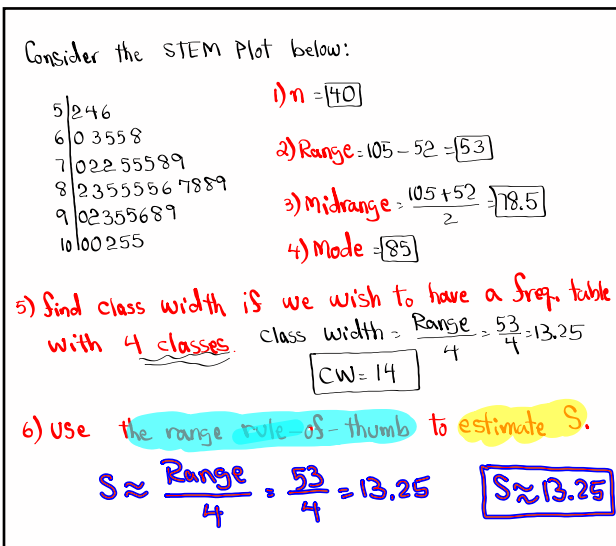 Consider the STEM Plot below:
5|246
6|03558
7|02255589
8|23555567889
9|02355689
10|00255
1) n = 40
2) Range = 105 - 52 = 53
3) Midrange = (105 + 52)/2 = 78.5
4) Mode = 85
5) find class width if we wish to have a freq. table
with 4 classes. Class width = Range/4 = 53/4 = 13.25
CW = 14
6) Use the range rule-of-thumb to estimate S.
S ≈ Range/4 = 53/4 = 13.25 S ≈ 13.25